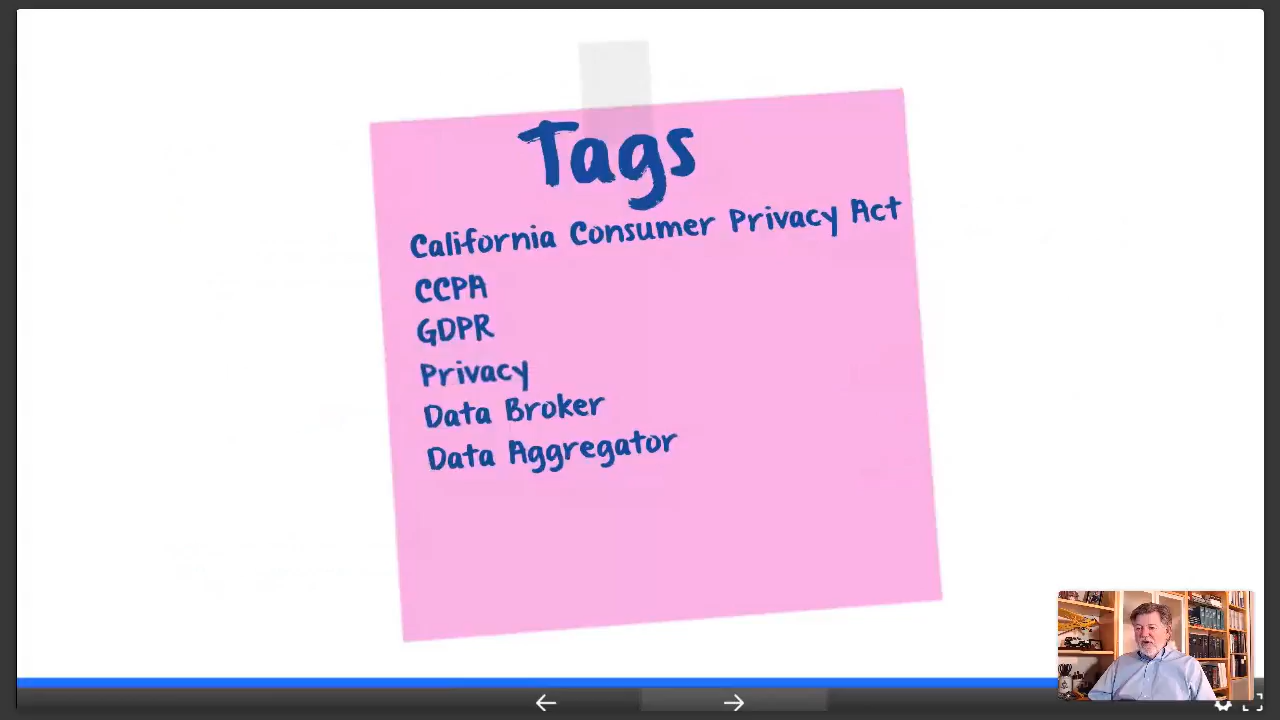 Tags
California Consumer Privacy Act
CCPA
GDPR
Privacy
Data Broker
Data Aggregator